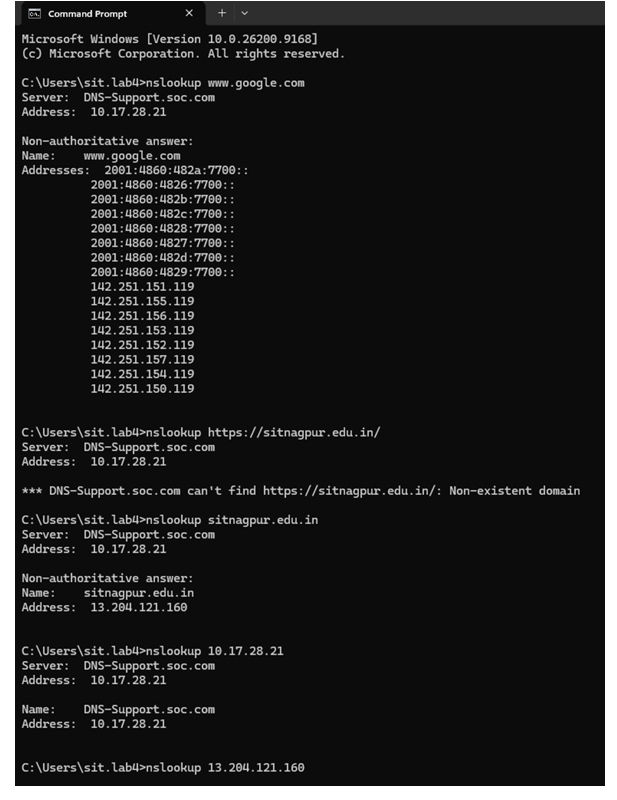 Command Prompt
Microsoft Windows [Version 10.0.26200.9168]
(c) Microsoft Corporation. All rights reserved.
C:\Users\sit.lab4>nslookup www.google.com
Server:  DNS-Support.soc.com
Address:  10.17.28.21
Non-authoritative answer:
Name:    www.google.com
Addresses:  2001:4860:482a:7700::
2001:4860:4826:7700::
2001:4860:482b:7700::
2001:4860:482c:7700::
2001:4860:4828:7700::
2001:4860:4827:7700::
2001:4860:482d:7700::
2001:4860:4829:7700::
142.251.151.119
142.251.155.119
142.251.156.119
142.251.153.119
142.251.152.119
142.251.157.119
142.251.154.119
142.251.150.119
C:\Users\sit.lab4>nslookup https://sitnagpur.edu.in/
Server:  DNS-Support.soc.com
Address:  10.17.28.21
*** DNS-Support.soc.com can't find https://sitnagpur.edu.in/: Non-existent domain
C:\Users\sit.lab4>nslookup sitnagpur.edu.in
Server:  DNS-Support.soc.com
Address:  10.17.28.21
Non-authoritative answer:
Name:    sitnagpur.edu.in
Address:  13.204.121.160
C:\Users\sit.lab4>nslookup 10.17.28.21
Server:  DNS-Support.soc.com
Address:  10.17.28.21
Name:    DNS-Support.soc.com
Address:  10.17.28.21
C:\Users\sit.lab4>nslookup 13.204.121.160